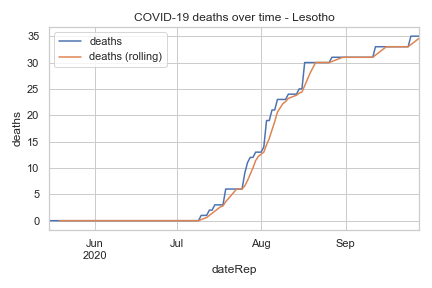 COVID-19 deaths over time - Lesotho
deaths
deaths (rolling)
35
30
25
20
15
10
5
0
deaths
Jun
2020
Jul
Aug
Sep
dateRep